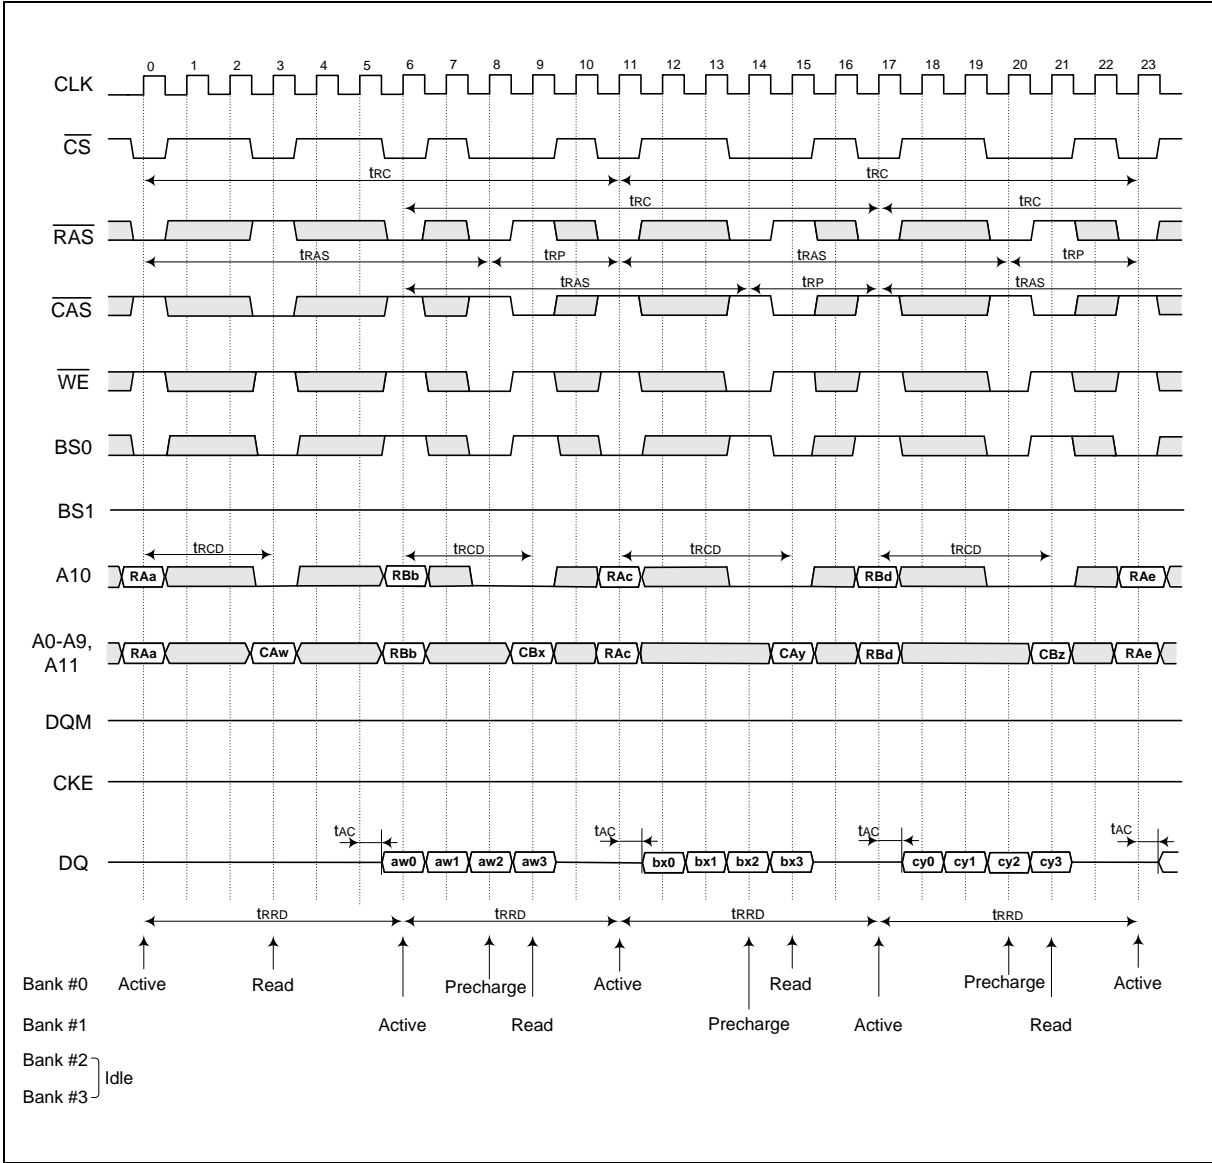 0 1 2 3 4 5 6 7 8 9 10 11 12 13 14 15 16 17 18 19 20 21 22 23
CLK
CS
tRC tRC
tRC tRC
RAS
tRAS tRP tRAS tRP
tRAS tRP tRAS
CAS
WE
BS0
BS1
tRCD tRCD tRCD tRCD
A10 RAa RBb RAc RBd RAe
A0-A9,
A11
RAa CAw RBb CBx RAc CAy RBd CBz RAe
DQM
CKE
tAC tAC tAC tAC
DQ aw0 aw1 aw2 aw3 bx0 bx1 bx2 bx3 cy0 cy1 cy2 cy3
tRRD tRRD tRRD tRRD
Bank #0 Active Read Precharge Active Read Precharge Active
Bank #1 Active Read Precharge Active Read
Bank #2
Idle
Bank #3